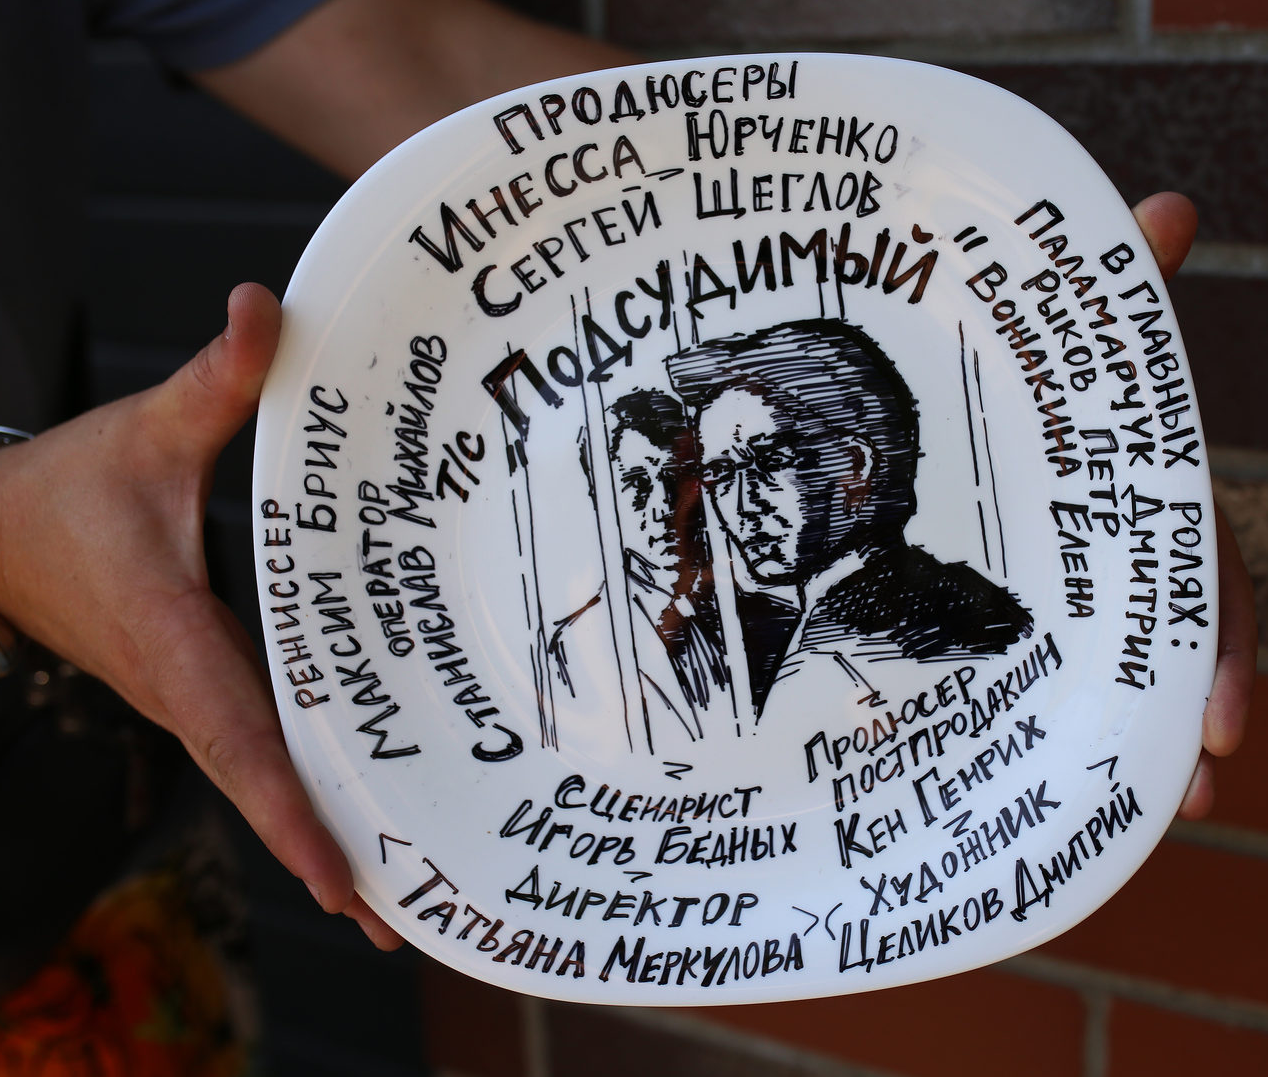 ПРОДЮСЕРЫ
ИНЕССА ЮРЧЕНКО
СЕРГЕЙ ЩЕГЛОВ
"ПОДСУДИМЫЙ"
Т/С
РЕЖИССЕР
МАКСИМ БРИУС
ОПЕРАТОР
СТАНИСЛАВ МИХАЙЛОВ
В ГЛАВНЫХ РОЛЯХ:
ПАЛАМАРЧУК ДМИТРИЙ
РЫКОВ ПЕТР
ВОЖАКИНА ЕЛЕНА
ПРОДЮСЕР
ПОСТПРОДАКШН
КЕН ГЕНРИХ
СЦЕНАРИСТ
ИГОРЬ БЕДНЫХ
ХУДОЖНИК
ЦЕЛИКОВ ДМИТРИЙ
ДИРЕКТОР
ТАТЬЯНА МЕРКУЛОВА